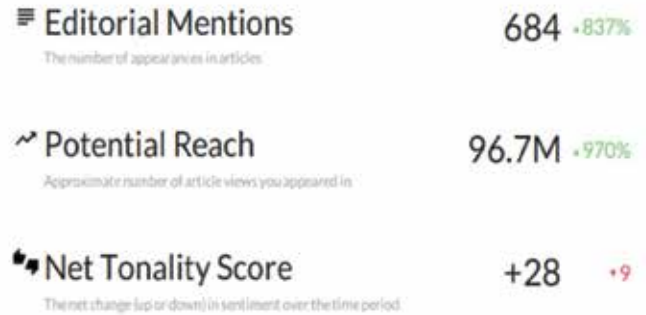 Editorial Mentions
684 +837%
The number of appearances in articles
Potential Reach
96.7M +970%
Approximate number of article views you appeared in
Net Tonality Score
+28 +9
The net change (up or down) in sentiment over the time period